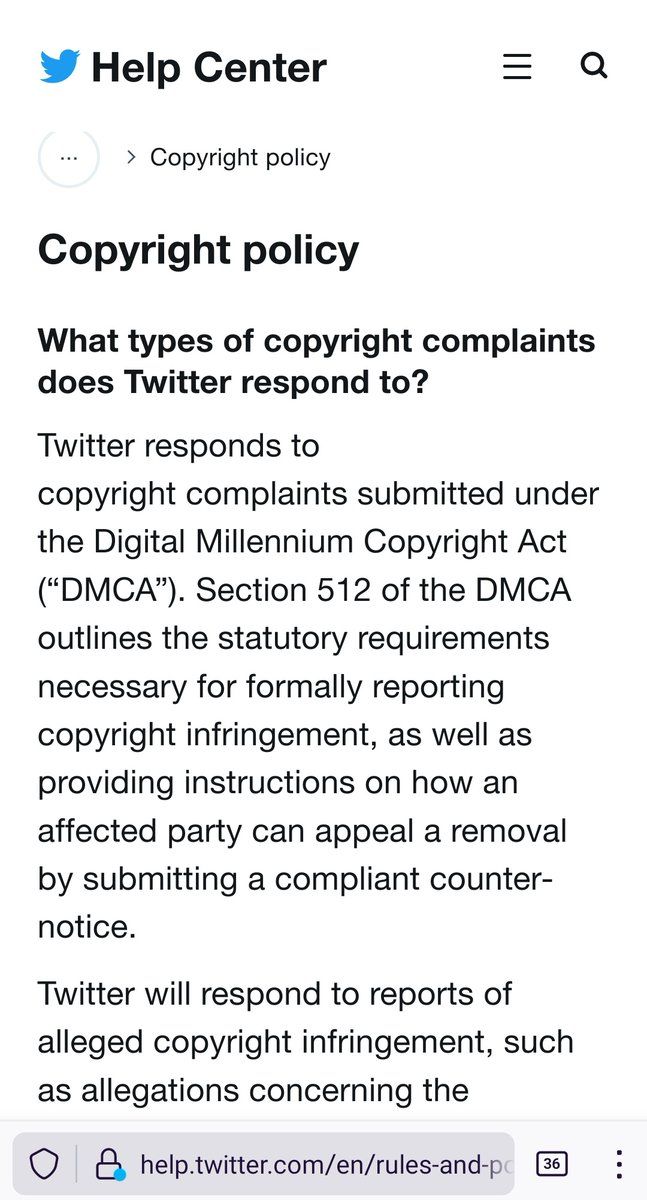 Help Center
... > Copyright policy
Copyright policy
What types of copyright complaints
does Twitter respond to?
Twitter responds to
copyright complaints submitted under
the Digital Millennium Copyright Act
(“DMCA”). Section 512 of the DMCA
outlines the statutory requirements
necessary for formally reporting
copyright infringement, as well as
providing instructions on how an
affected party can appeal a removal
by submitting a compliant counter-
notice.
Twitter will respond to reports of
alleged copyright infringement, such
as allegations concerning the
help.twitter.com/en/rules-and-po
36